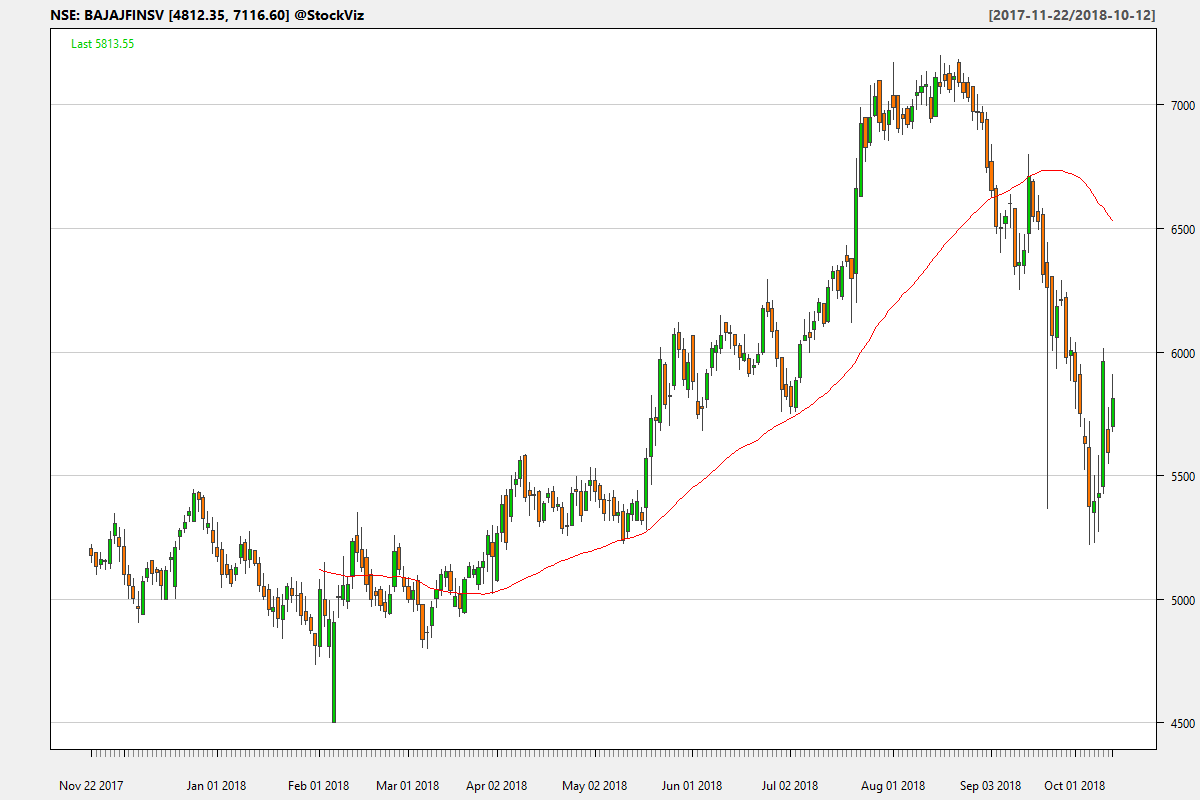 NSE: BAJAJFINSV [4812.35, 7116.60] @StockViz [2017-11-22/2018-10-12]
Last 5813.55
7000
6500
6000
5500
5000
4500
Nov 22 2017 Jan 01 2018 Feb 01 2018 Mar 01 2018 Apr 02 2018 May 02 2018 Jun 01 2018 Jul 02 2018 Aug 01 2018 Sep 03 2018 Oct 01 2018